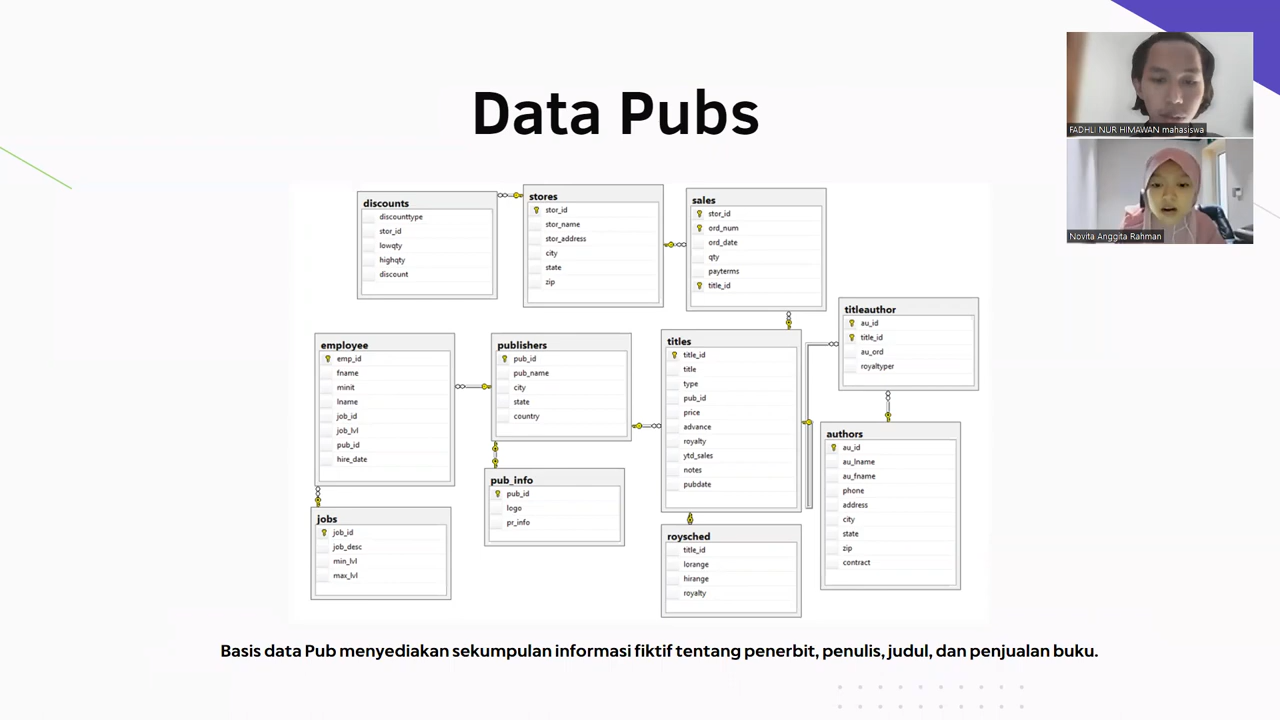 Data Pubs
FADHLI NUR HIMAWAN mahasiswa
Novita Anggita Rahman
discounts
discounttype
stor_id
lowqty
highqty
discount
stores
stor_id
stor_name
stor_address
city
state
zip
sales
stor_id
ord_num
ord_date
qty
payterms
title_id
titleauthor
au_id
title_id
au_ord
royaltyper
employee
emp_id
fname
minit
lname
job_id
job_lvl
pub_id
hire_date
publishers
pub_id
pub_name
city
state
country
titles
title_id
title
type
pub_id
price
advance
royalty
ytd_sales
notes
pubdate
authors
au_id
au_lname
au_fname
phone
address
city
state
zip
contract
pub_info
pub_id
logo
pr_info
jobs
job_id
job_desc
min_lvl
max_lvl
roysched
title_id
lorange
hirange
royalty
Basis data Pub menyediakan sekumpulan informasi fiktif tentang penerbit, penulis, judul, dan penjualan buku.